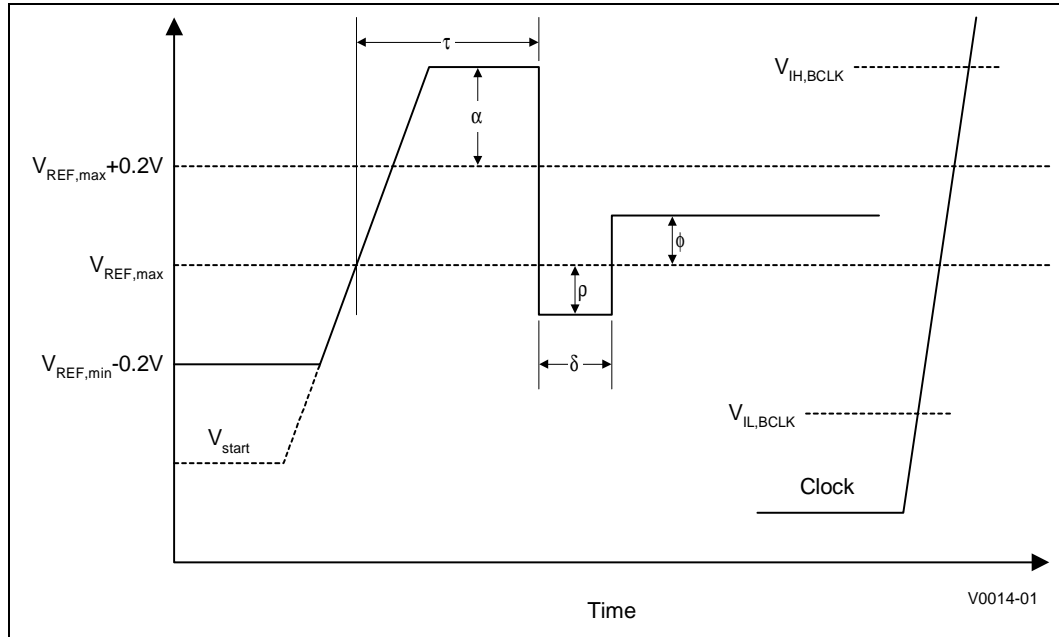 τ
V_IH,BCLK
α
V_REF,max+0.2V
ϕ
V_REF,max
ρ
V_REF,min-0.2V
δ
V_IL,BCLK
V_start
Clock
Time
V0014-01